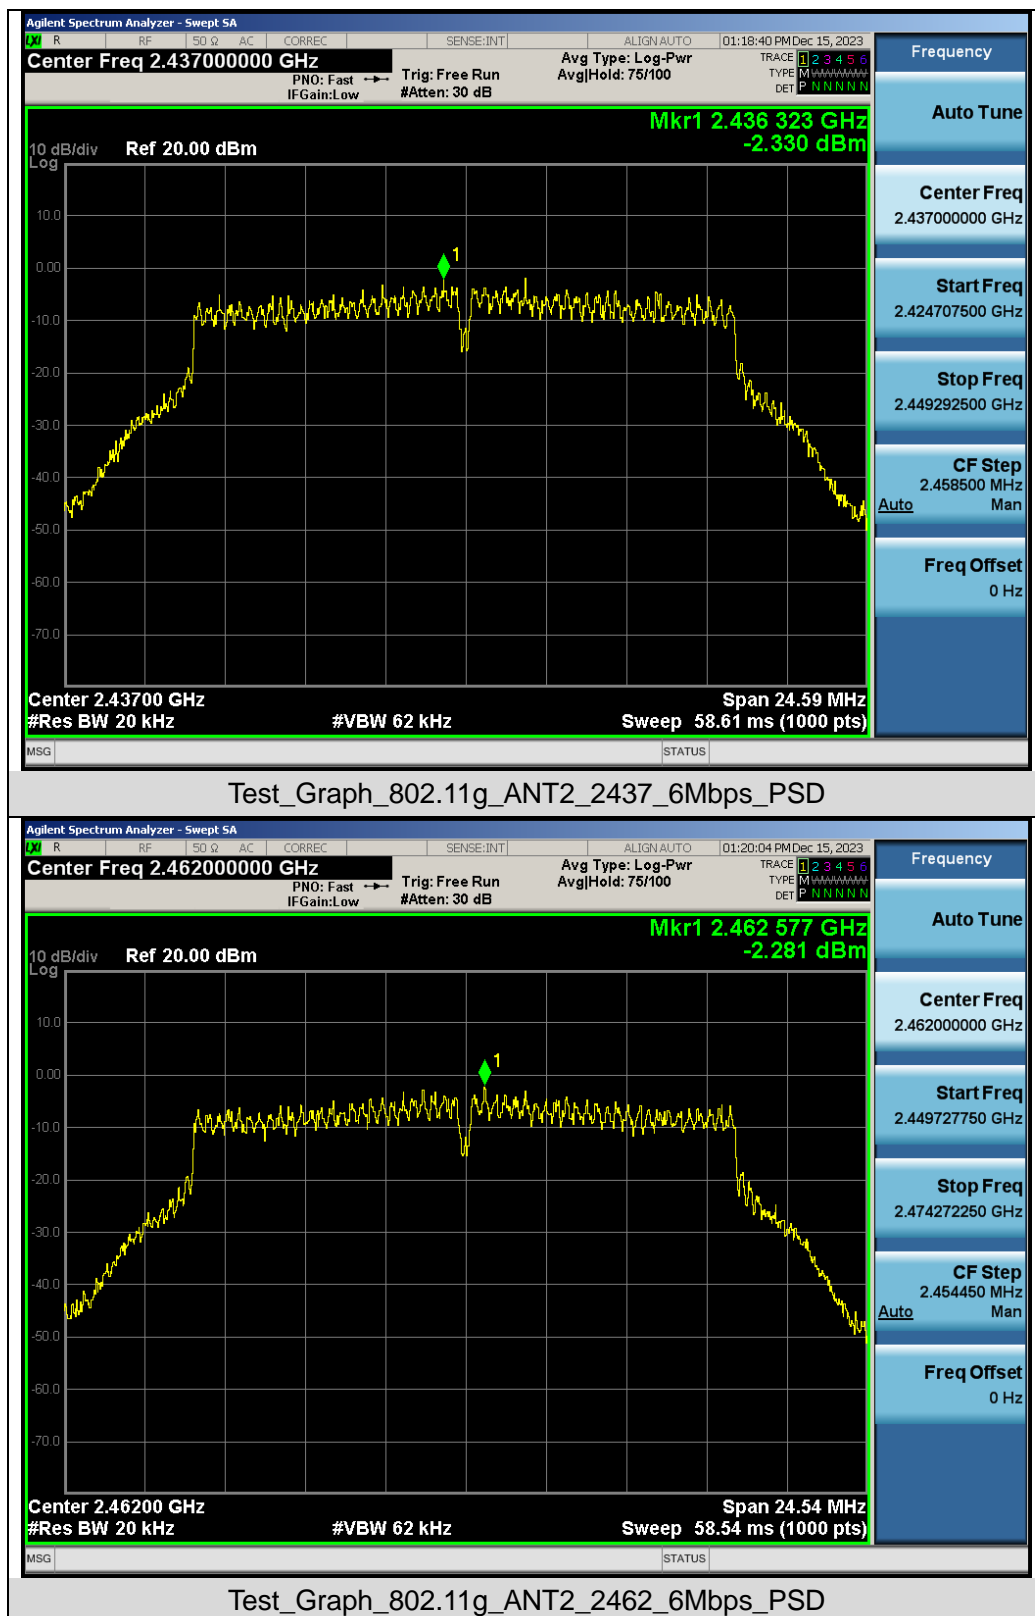 Agilent Spectrum Analyzer - Swept SA
LXI R RF 50 Ω AC CORREC SENSE:INT ALIGN AUTO 01:18:40 PM Dec 15, 2023
Center Freq 2.437000000 GHz
PNO: Fast
IFGain:Low
Trig: Free Run
#Atten: 30 dB
Avg Type: Log-Pwr
Avg|Hold: 75/100
TRACE 1 2 3 4 5 6
TYPE M WWWWW
DET P N N N N N
Mkr1 2.436 323 GHz
-2.330 dBm
10 dB/div Ref 20.00 dBm
Log
10.0
0.00
1
-10.0
-20.0
-30.0
-40.0
-50.0
-60.0
-70.0
Center 2.43700 GHz Span 24.59 MHz
#Res BW 20 kHz #VBW 62 kHz Sweep 58.61 ms (1000 pts)
MSG STATUS
Frequency
Auto Tune
Center Freq
2.437000000 GHz
Start Freq
2.424707500 GHz
Stop Freq
2.449292500 GHz
CF Step
2.458500 MHz
Auto Man
Freq Offset
0 Hz
Test_Graph_802.11g_ANT2_2437_6Mbps_PSD
Agilent Spectrum Analyzer - Swept SA
LXI R RF 50 Ω AC CORREC SENSE:INT ALIGN AUTO 01:20:04 PM Dec 15, 2023
Center Freq 2.462000000 GHz
PNO: Fast
IFGain:Low
Trig: Free Run
#Atten: 30 dB
Avg Type: Log-Pwr
Avg|Hold: 75/100
TRACE 1 2 3 4 5 6
TYPE M WWWWW
DET P N N N N N
Mkr1 2.462 577 GHz
-2.281 dBm
10 dB/div Ref 20.00 dBm
Log
10.0
0.00
1
-10.0
-20.0
-30.0
-40.0
-50.0
-60.0
-70.0
Center 2.46200 GHz Span 24.54 MHz
#Res BW 20 kHz #VBW 62 kHz Sweep 58.54 ms (1000 pts)
MSG STATUS
Frequency
Auto Tune
Center Freq
2.462000000 GHz
Start Freq
2.449727750 GHz
Stop Freq
2.474272250 GHz
CF Step
2.454450 MHz
Auto Man
Freq Offset
0 Hz
Test_Graph_802.11g_ANT2_2462_6Mbps_PSD